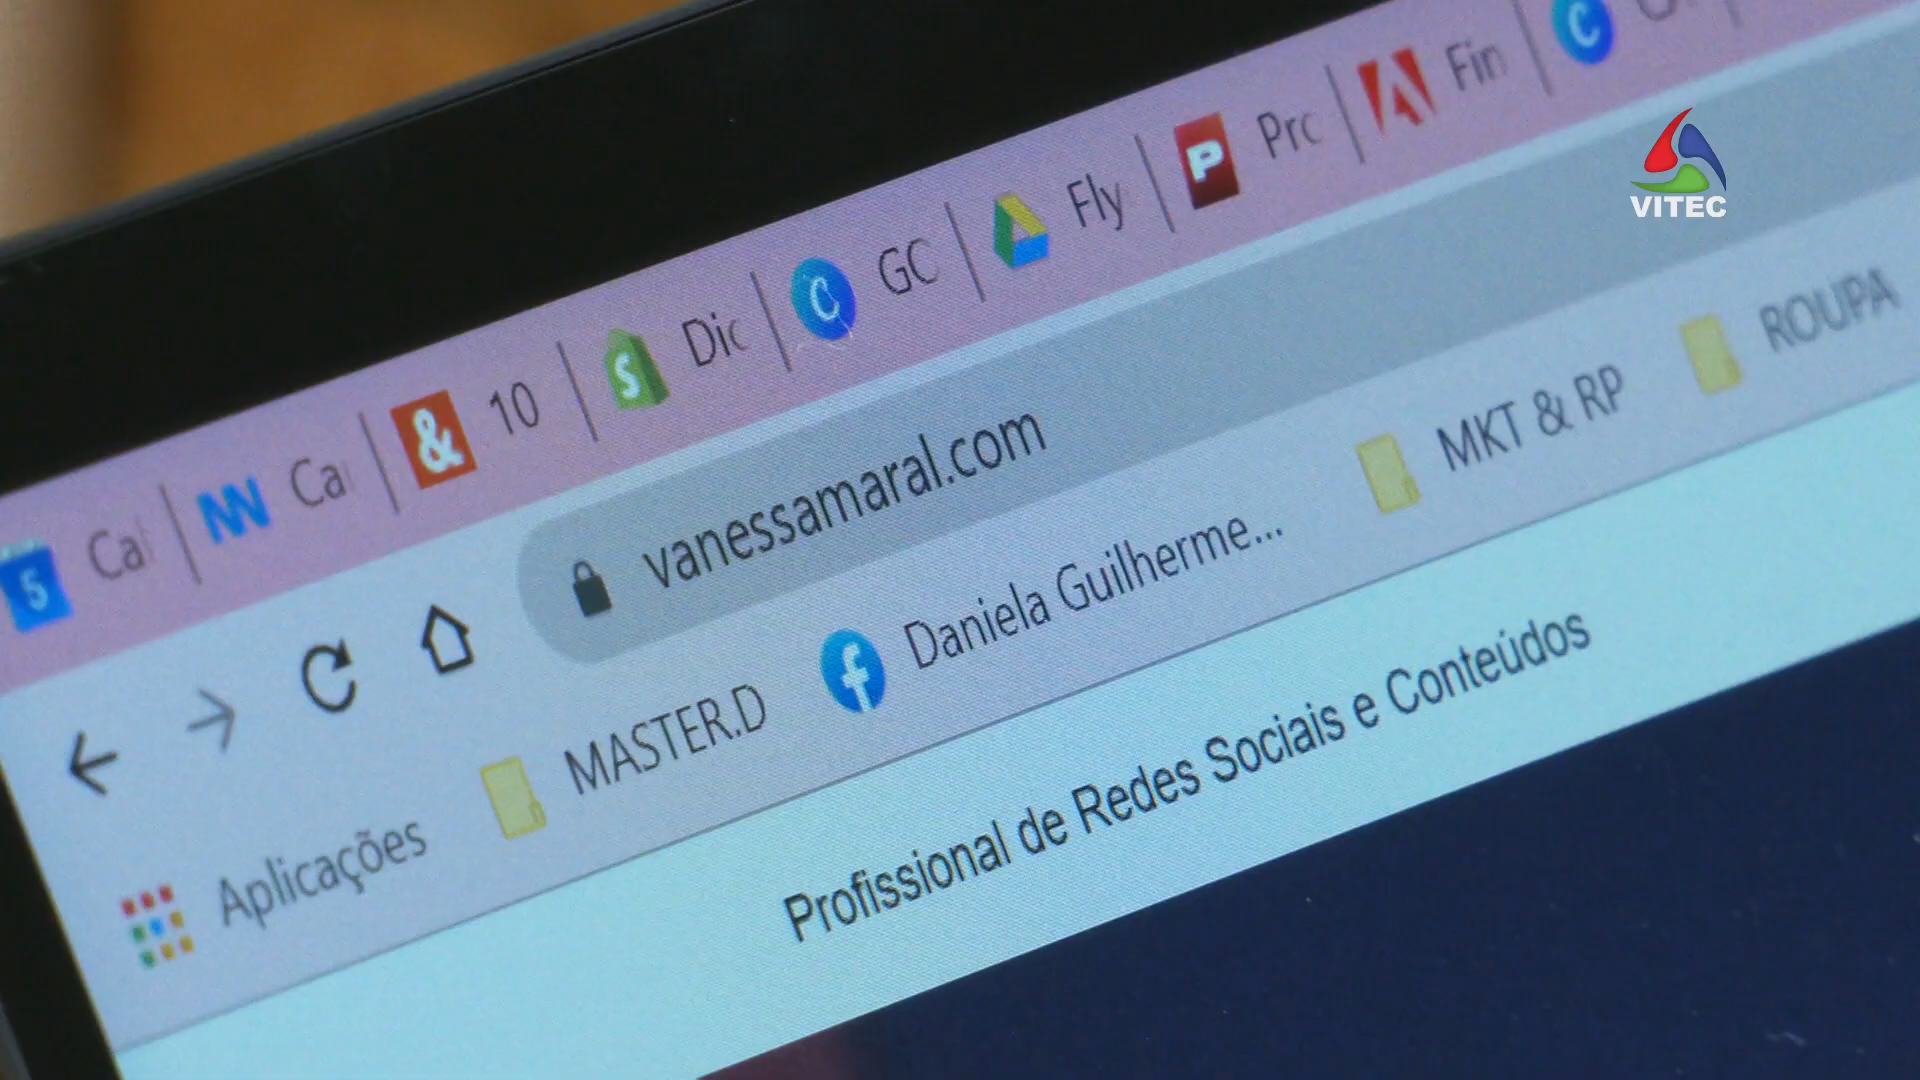 5 Ca
Ca
& 10
S Dic
C GC
Fly
P Prc
Fin
C
VITEC
vanessamaral.com
Aplicações
MASTER.D
f Daniela Guilherme...
MKT & RP
ROUPA
Profissional de Redes Sociais e Conteúdos